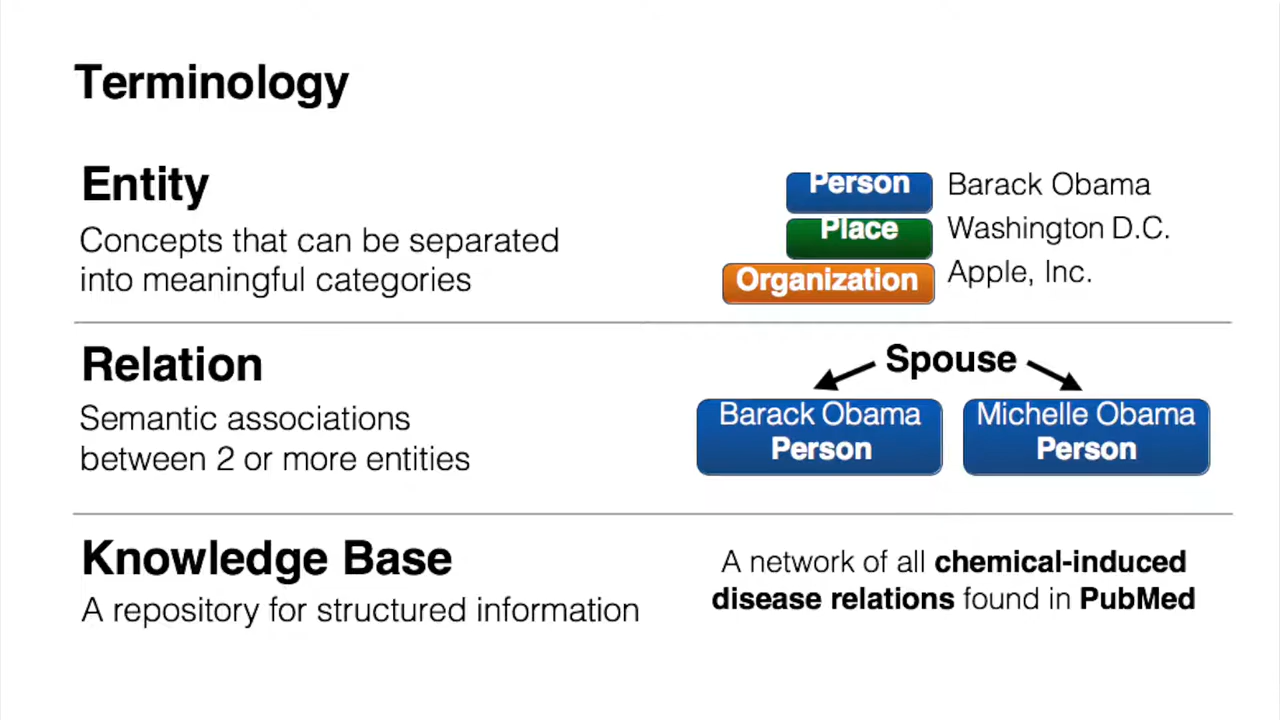 Terminology
Entity
Concepts that can be separated
into meaningful categories
Person Barack Obama
Place Washington D.C.
Organization Apple, Inc.
Relation
Semantic associations
between 2 or more entities
Spouse
Barack Obama
Person
Michelle Obama
Person
Knowledge Base
A repository for structured information
A network of all chemical-induced
disease relations found in PubMed